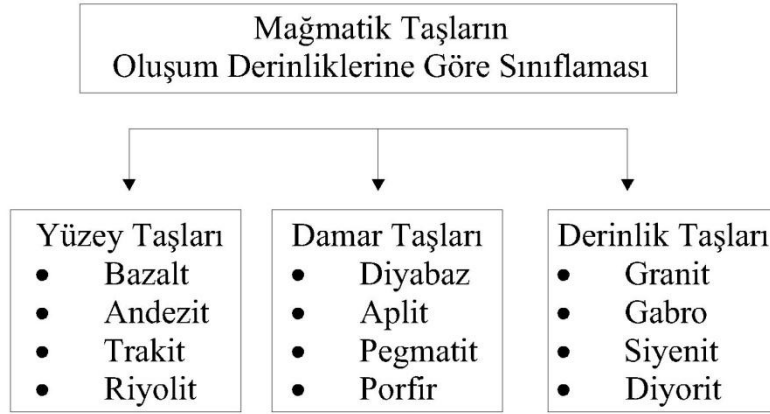 Mağmatik Taşların
Oluşum Derinliklerine Göre Sınıflaması
Yüzey Taşları
• Bazalt
• Andezit
• Trakit
• Riyolit
Damar Taşları
• Diyabaz
• Aplit
• Pegmatit
• Porfir
Derinlik Taşları
• Granit
• Gabro
• Siyenit
• Diyorit